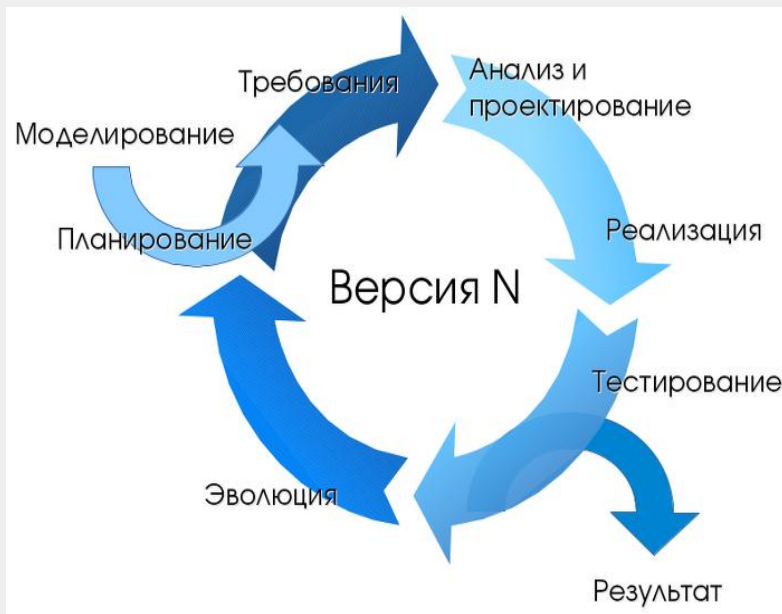 Требования
Анализ и
проектирование
Моделирование
Планирование
Реализация
Версия N
Тестирование
Эволюция
Результат